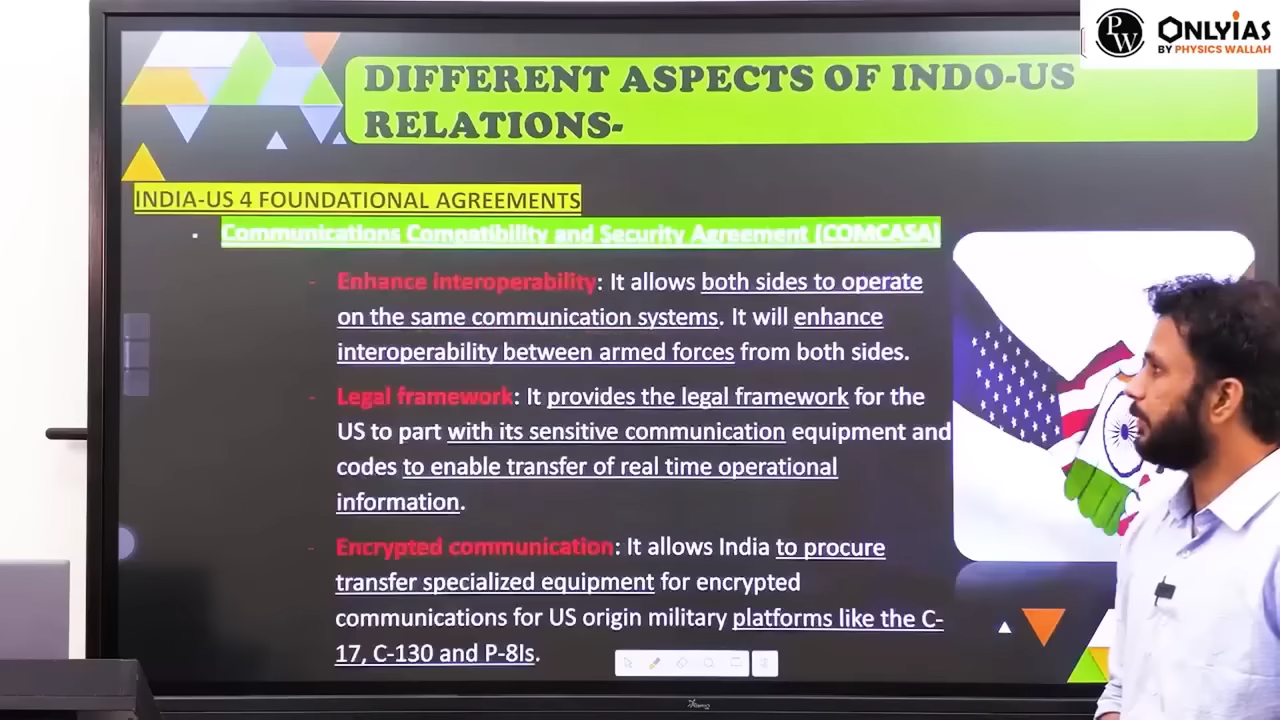 PW
ONLYIAS
BY PHYSICS WALLAH
DIFFERENT ASPECTS OF INDO-US
RELATIONS-
INDIA-US 4 FOUNDATIONAL AGREEMENTS
▪ Communications Compatibility and Security Agreement (COMCASA)
- Enhance interoperability: It allows both sides to operate
on the same communication systems. It will enhance
interoperability between armed forces from both sides.
- Legal framework: It provides the legal framework for the
US to part with its sensitive communication equipment and
codes to enable transfer of real time operational
information.
- Encrypted communication: It allows India to procure
transfer specialized equipment for encrypted
communications for US origin military platforms like the C-
17, C-130 and P-8Is.